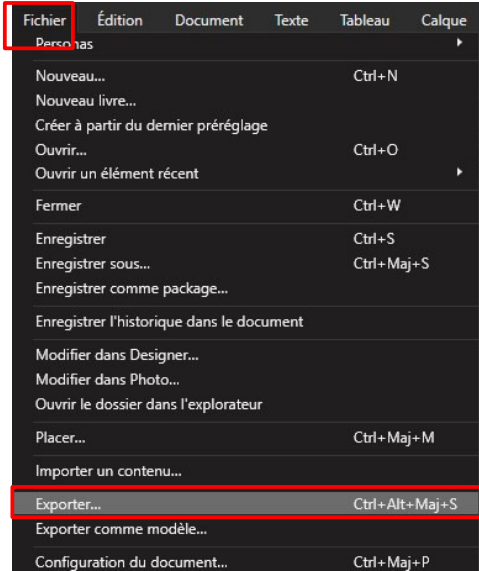 Fichier Édition Document Texte Tableau Calque
Personas
Nouveau... Ctrl+N
Nouveau livre...
Créer à partir du dernier préréglage
Ouvrir... Ctrl+O
Ouvrir un élément récent
Fermer Ctrl+W
Enregistrer Ctrl+S
Enregistrer sous... Ctrl+Maj+S
Enregistrer comme package...
Enregistrer l'historique dans le document
Modifier dans Designer...
Modifier dans Photo...
Ouvrir le dossier dans l'explorateur
Placer... Ctrl+Maj+M
Importer un contenu...
Exporter... Ctrl+Alt+Maj+S
Exporter comme modèle...
Configuration du document... Ctrl+Maj+P